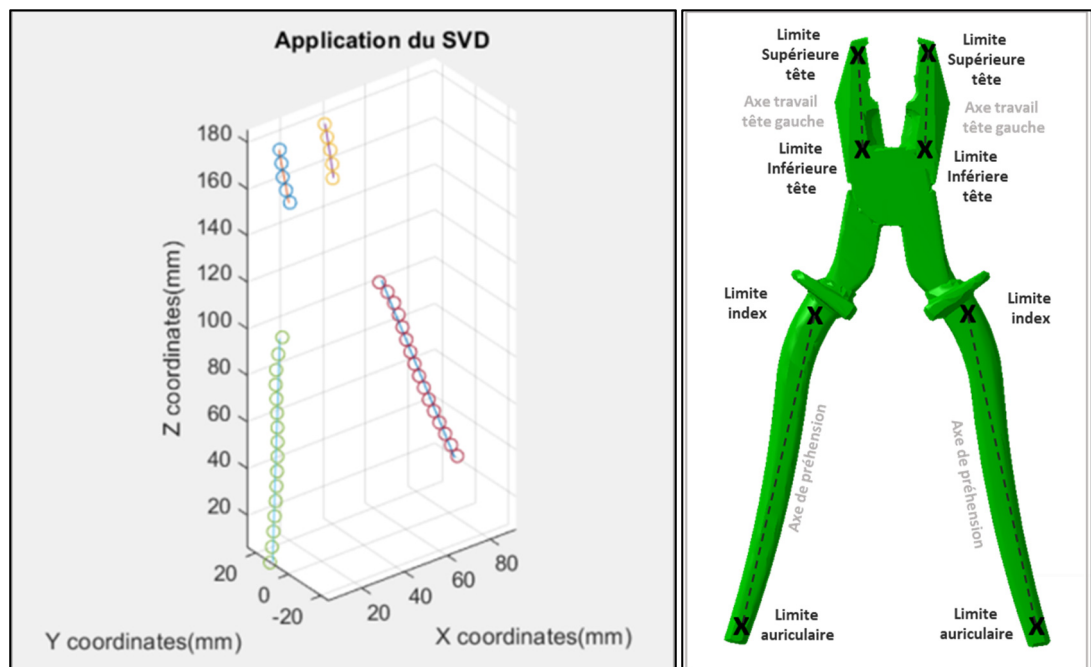 Application du SVD
180
160
140
120
100
80
60
40
20
Z coordinates(mm)
20
0
-20
Y coordinates(mm)
20
40
60
80
X coordinates(mm)
Limite
Supérieure
tête
Limite
Supérieure
tête
Axe travail
tête gauche
Axe travail
tête gauche
Limite
Inférieure
tête
Limite
Infériere
tête
Limite
index
Limite
index
Axe de préhension
Axe de préhension
Limite
auriculaire
Limite
auriculaire